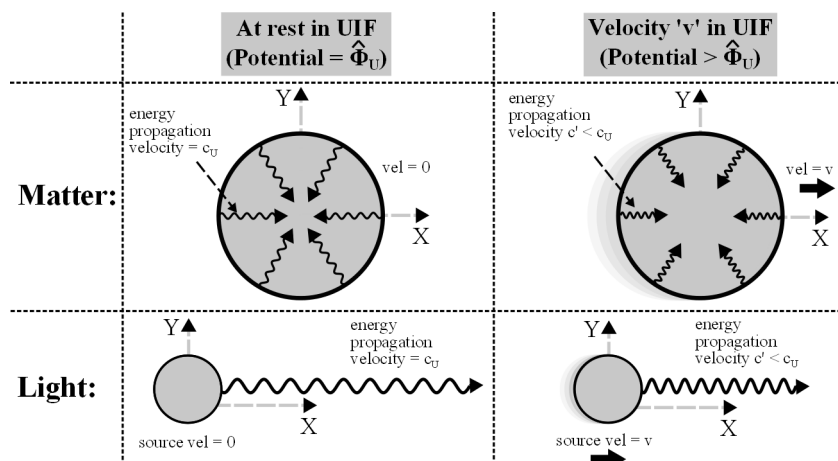 At rest in UIF
(Potential = Φ̂U)
Velocity 'v' in UIF
(Potential > Φ̂U)
Matter:
energy
propagation
velocity = cU
Y
vel = 0
X
energy
propagation
velocity c' < cU
Y
vel = v
X
Light:
Y
energy
propagation
velocity = cU
X
source vel = 0
Y
energy
propagation
velocity c' < cU
X
source vel = v